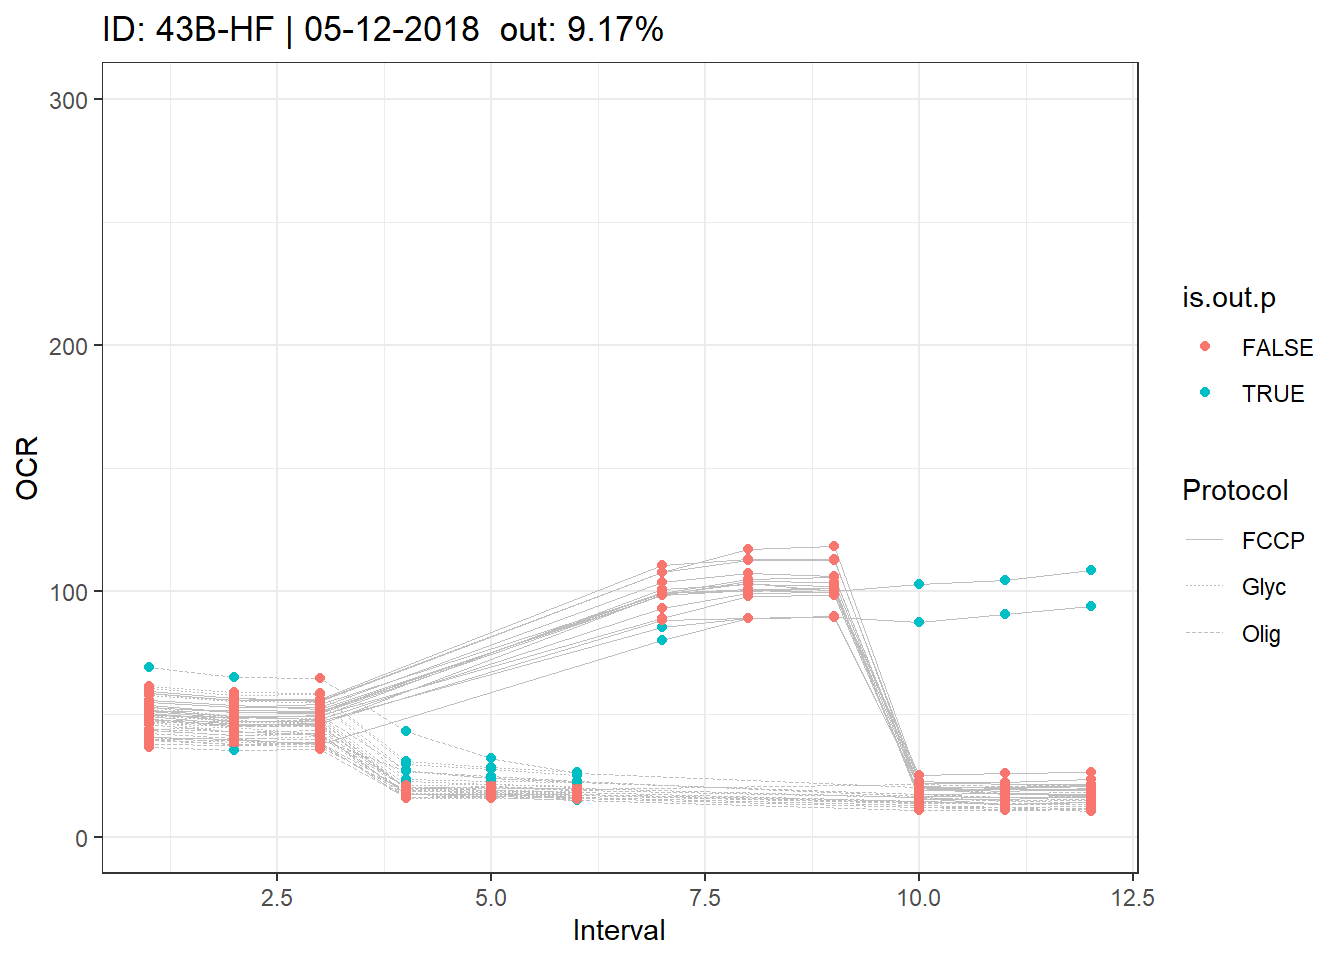 ID: 43B-HF | 05-12-2018  out: 9.17%
300
200
100
0
OCR
2.5
5.0
7.5
10.0
12.5
Interval
is.out.p
FALSE
TRUE
Protocol
FCCP
Glyc
Olig